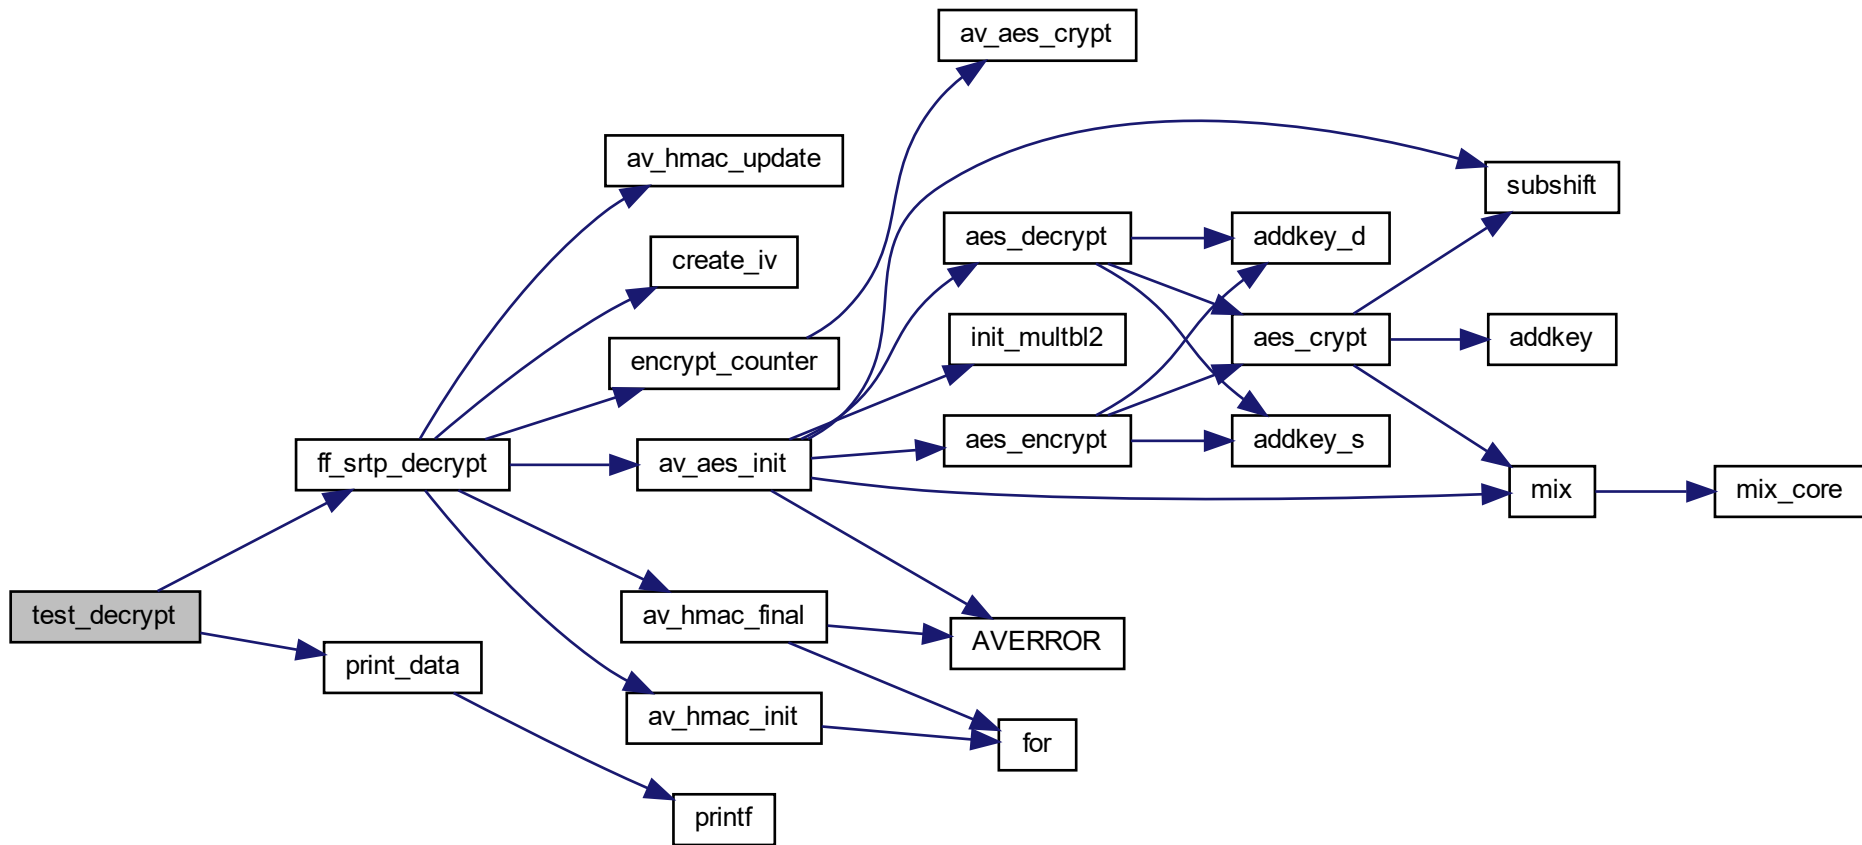 av_aes_crypt
av_hmac_update
subshift
aes_decrypt
addkey_d
create_iv
init_multbl2
aes_crypt
addkey
encrypt_counter
aes_encrypt
addkey_s
ff_srtp_decrypt
av_aes_init
mix
mix_core
test_decrypt
av_hmac_final
AVERROR
print_data
av_hmac_init
for
printf